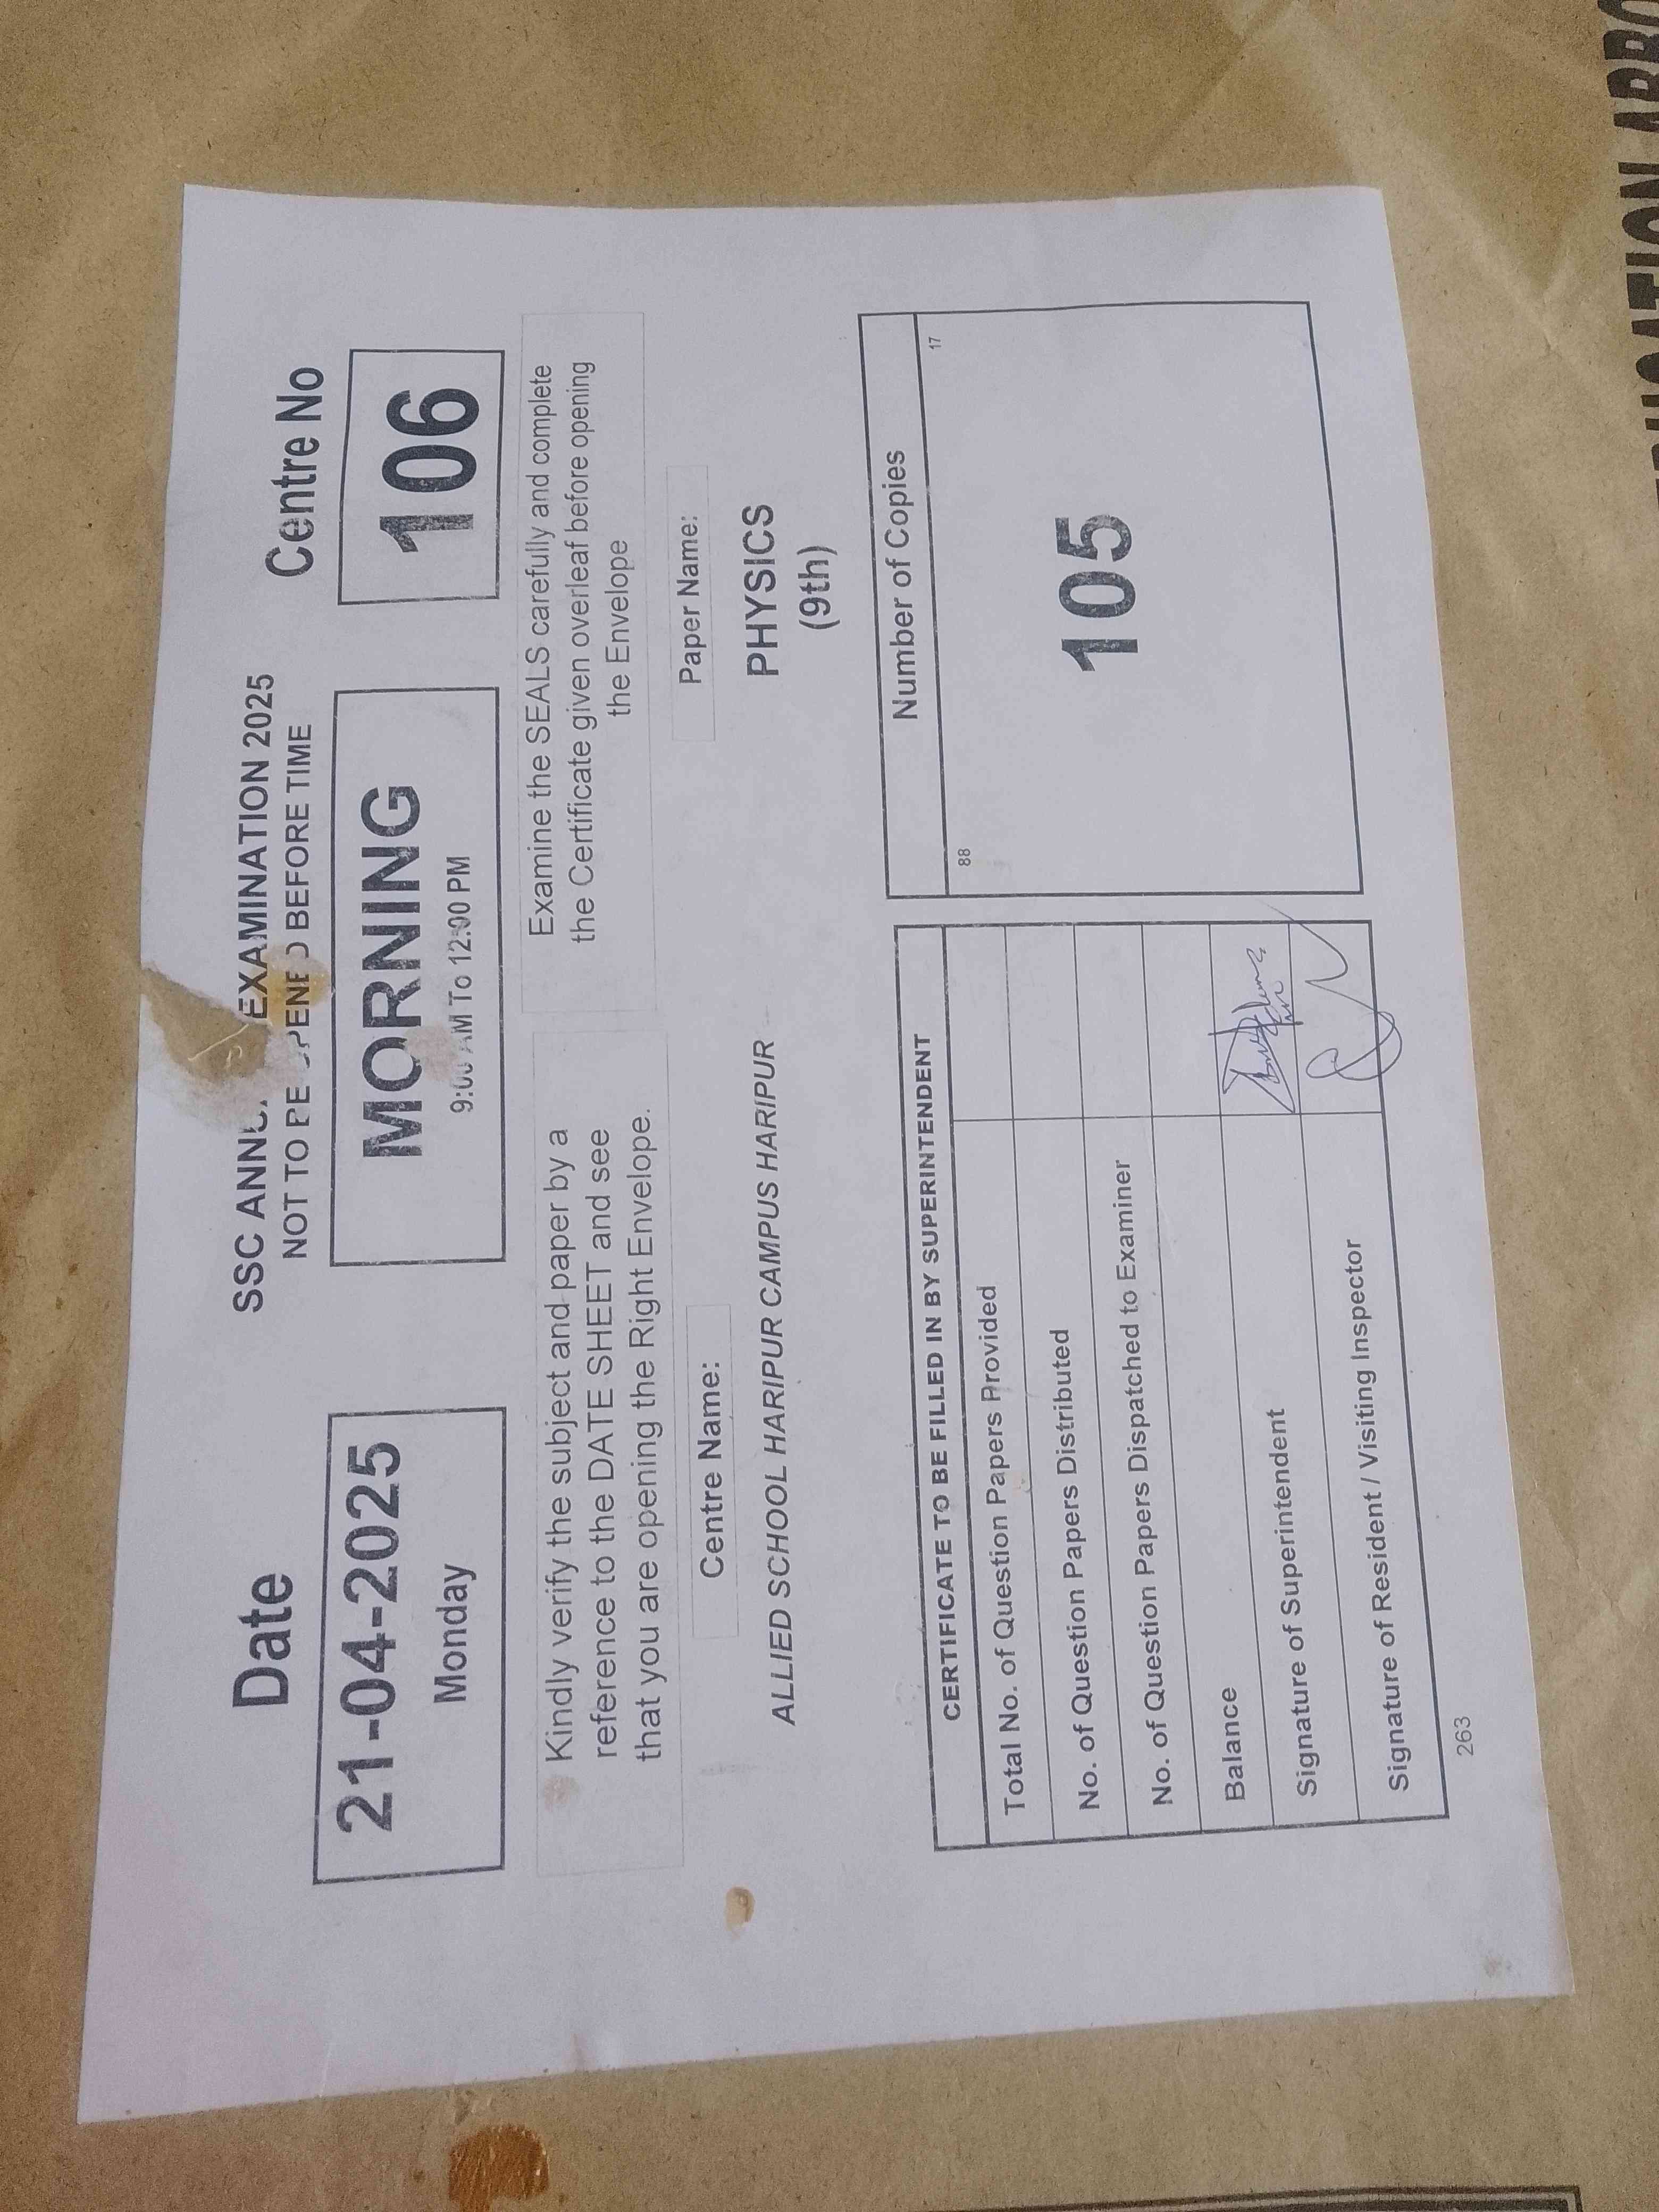 Date
21-04-2025
Monday
SSC ANNU EXAMINATION 2025
NOT TO BE OPENED BEFORE TIME
MORNING
9:00 AM To 12:00 PM
Centre No
106
Kindly verify the subject and paper by a
reference to the DATE SHEET and see
that you are opening the Right Envelope.
Examine the SEALS carefully and complete
the Certificate given overleaf before opening
the Envelope
Centre Name:
ALLIED SCHOOL HARIPUR CAMPUS HARIPUR
Paper Name:
PHYSICS
(9th)
CERTIFICATE TO BE FILLED IN BY SUPERINTENDENT
Total No. of Question Papers Provided
No. of Question Papers Distributed
No. of Question Papers Dispatched to Examiner
Balance
Signature of Superintendent
Signature of Resident / Visiting Inspector
263
Number of Copies
88
17
105